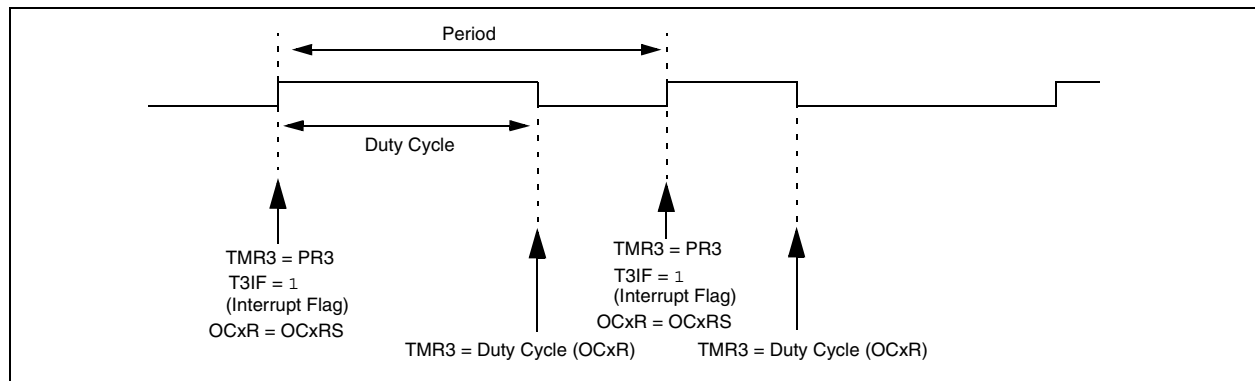 Period
Duty Cycle
TMR3 = PR3
T3IF = 1
(Interrupt Flag)
OCxR = OCxRS
TMR3 = Duty Cycle (OCxR)
TMR3 = PR3
T3IF = 1
(Interrupt Flag)
OCxR = OCxRS
TMR3 = Duty Cycle (OCxR)